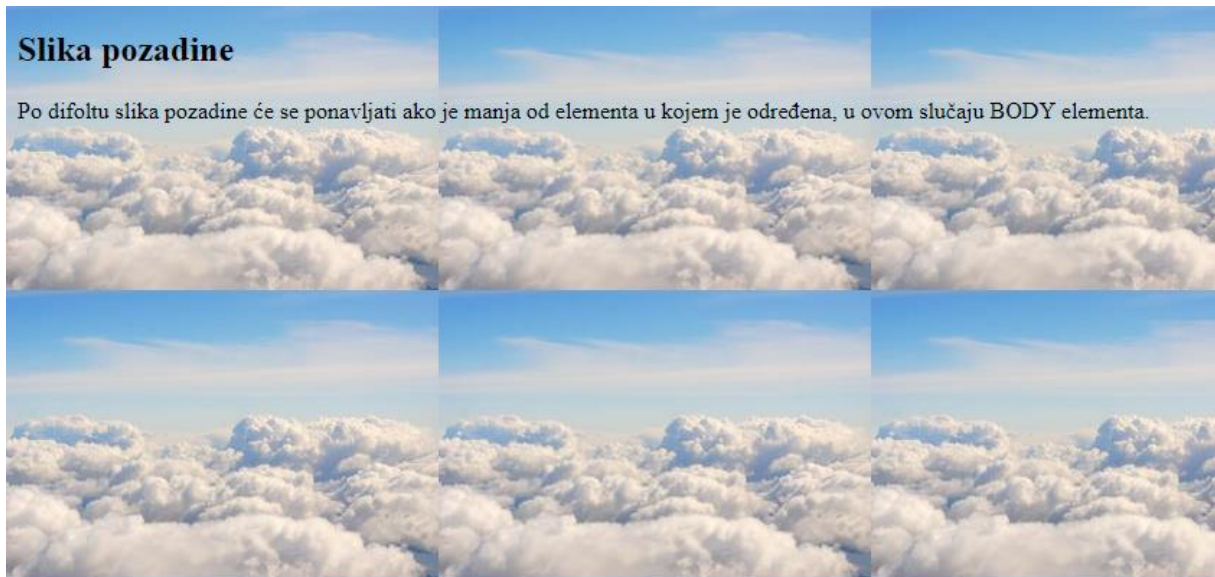 Slika pozadine
Po difoltu slika pozadine će se ponavljati ako je manja od elementa u kojem je određena, u ovom slučaju BODY elementa.